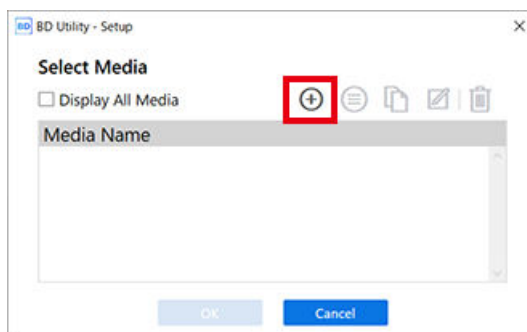 BD BD Utility - Setup
Select Media
Display All Media
Media Name
OK Cancel